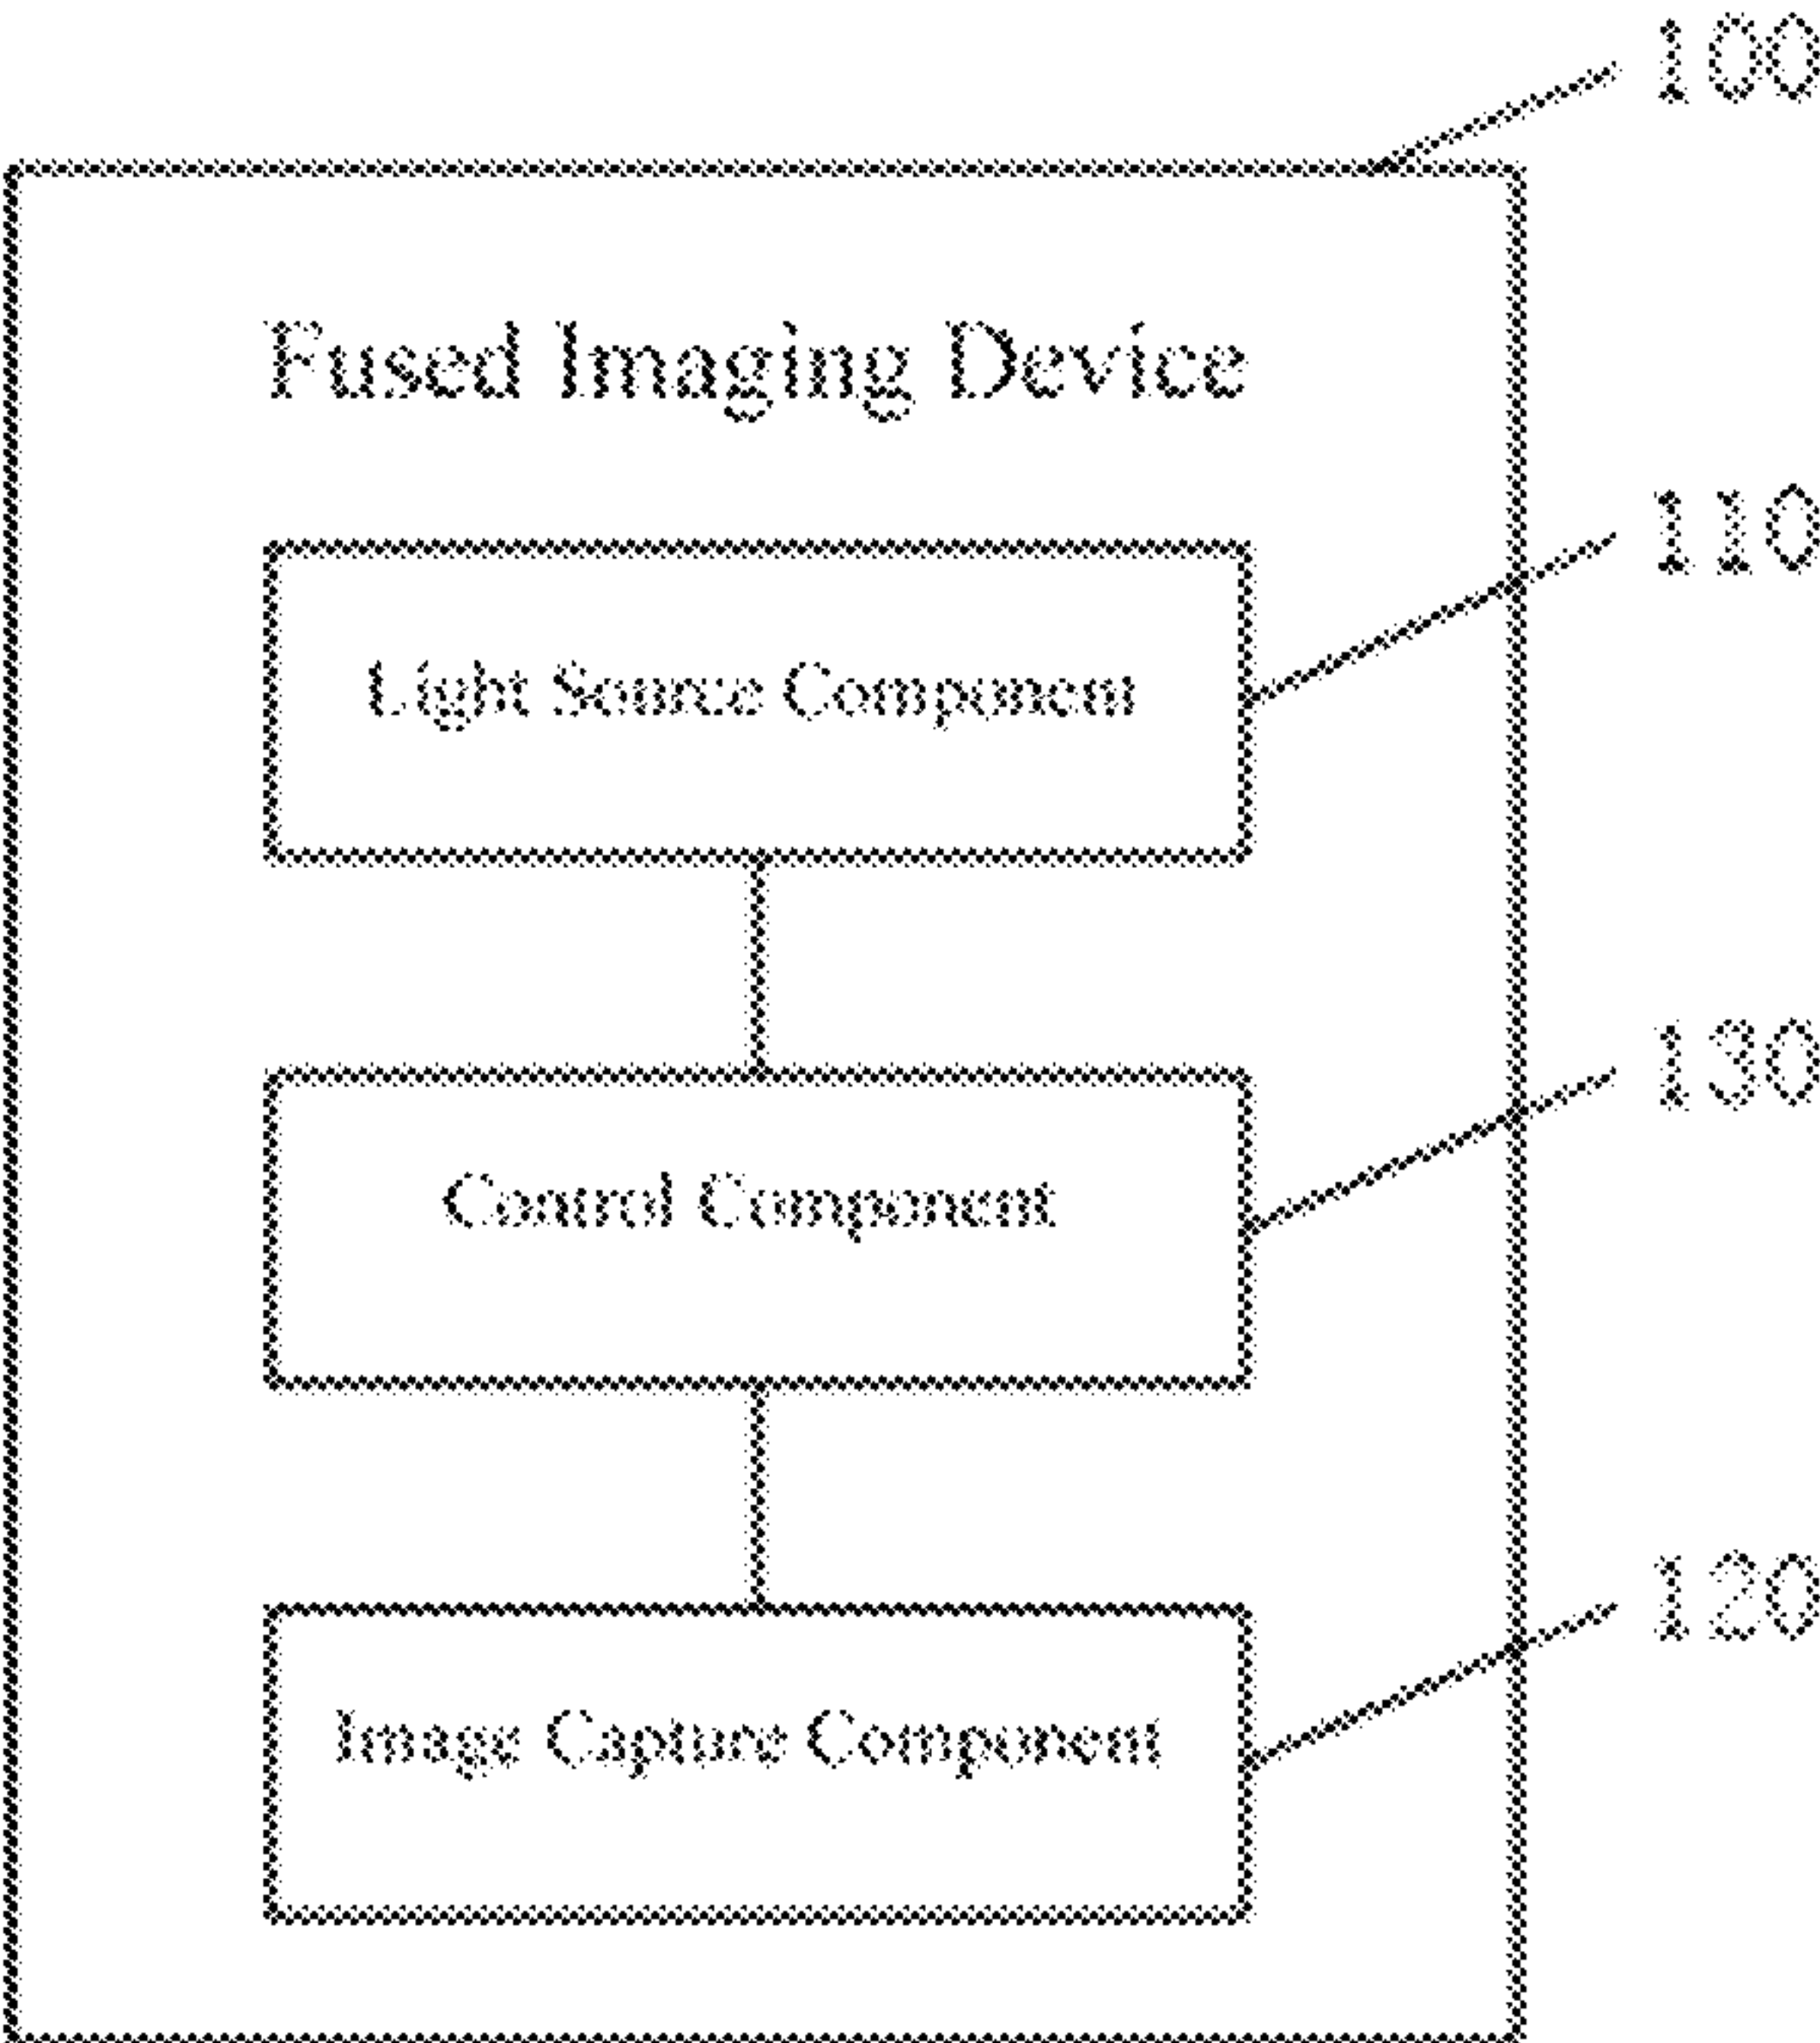 100
Fused Imaging Device
110
Light Source Component
130
Control Component
120
Image Capture Component